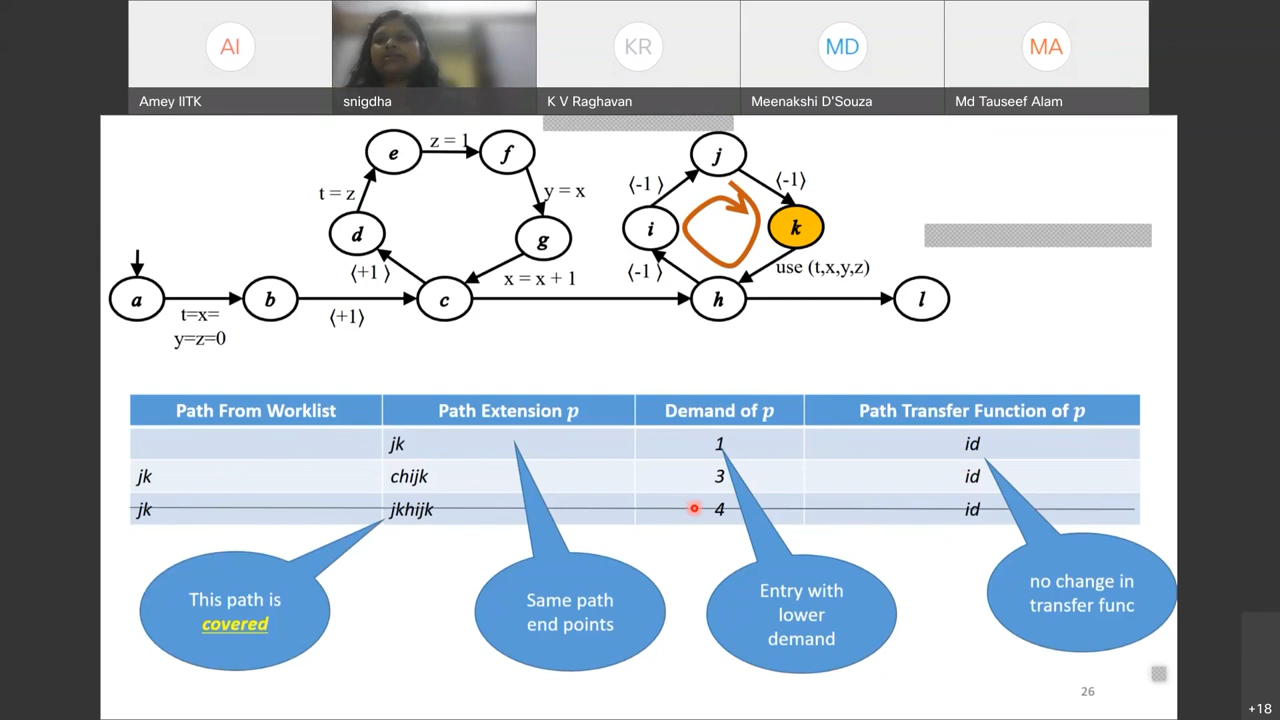 AI
KR
MD
MA
Amey IITK
snigdha
K V Raghavan
Meenakshi D'Souza
Md Tauseef Alam
e
z = 1
f
j
⟨-1 ⟩
⟨-1⟩
t = z
y = x
d
g
i
k
⟨+1 ⟩
x = x + 1
⟨-1 ⟩
use (t,x,y,z)
a
b
c
h
l
t=x=
y=z=0
⟨+1⟩
Path From Worklist Path Extension p Demand of p Path Transfer Function of p
jk 1 id
jk chijk 3 id
jk jkhijk 4 id
This path is
covered
Same path
end points
Entry with
lower
demand
no change in
transfer func
26
+18